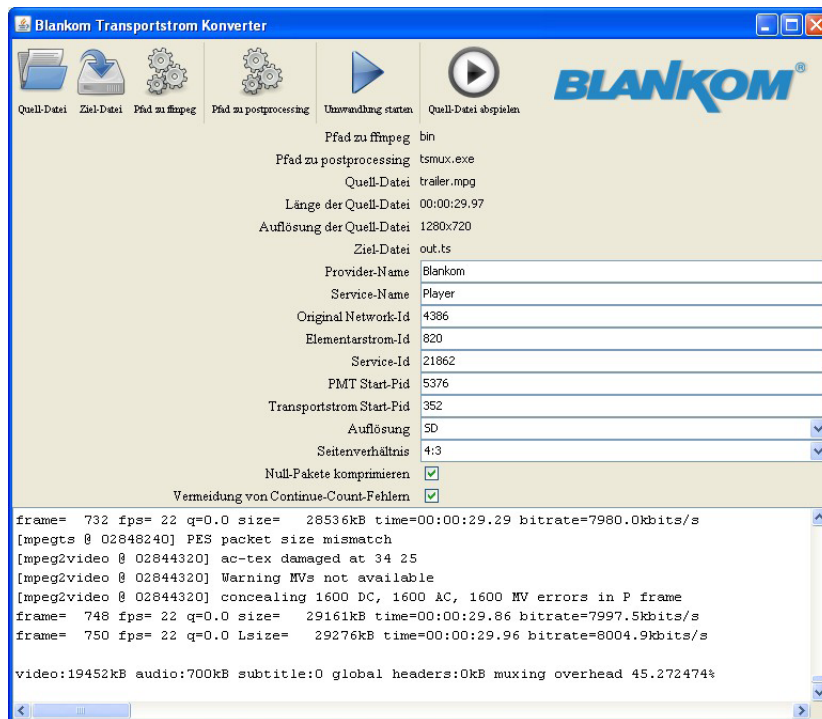 Blankom Transportstrom Konverter
Quell-Datei Ziel-Datei Pfad zu ffmpeg Pfad zu postprocessing Umwandlung starten Quell-Datei abspielen
BLANKOM®
Pfad zu ffmpeg bin
Pfad zu postprocessing tsmux.exe
Quell-Datei trailer.mpg
Länge der Quell-Datei 00:00:29.97
Auflösung der Quell-Datei 1280x720
Ziel-Datei out.ts
Provider-Name Blankom
Service-Name Player
Original Network-Id 4386
Elementarstrom-Id 820
Service-Id 21862
PMT Start-Pid 5376
Transportstrom Start-Pid 352
Auflösung SD
Seitenverhältnis 4:3
Null-Pakete komprimieren
Vermeidung von Continue-Count-Fehlern
frame=  732 fps= 22 q=0.0 size=   28536kB time=00:00:29.29 bitrate=7980.0kbits/s
[mpegts @ 02848240] PES packet size mismatch
[mpeg2video @ 02844320] ac-tex damaged at 34 25
[mpeg2video @ 02844320] Warning MVs not available
[mpeg2video @ 02844320] concealing 1600 DC, 1600 AC, 1600 MV errors in P frame
frame=  748 fps= 22 q=0.0 size=   29161kB time=00:00:29.86 bitrate=7997.5kbits/s
frame=  750 fps= 22 q=0.0 Lsize=   29276kB time=00:00:29.96 bitrate=8004.9kbits/s
video:19452kB audio:700kB subtitle:0 global headers:0kB muxing overhead 45.272474%